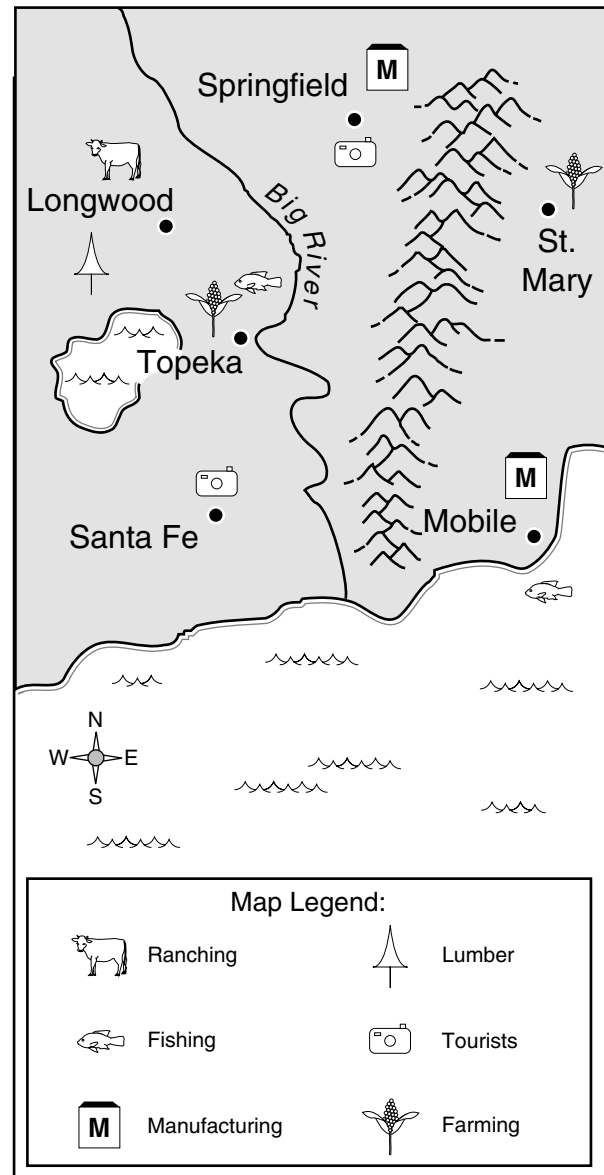 M
Springfield
Longwood
Big River
St.
Mary
Topeka
M
Mobile
Santa Fe
N
W E
S
Map Legend:
Ranching
Lumber
Fishing
Tourists
M
Manufacturing
Farming